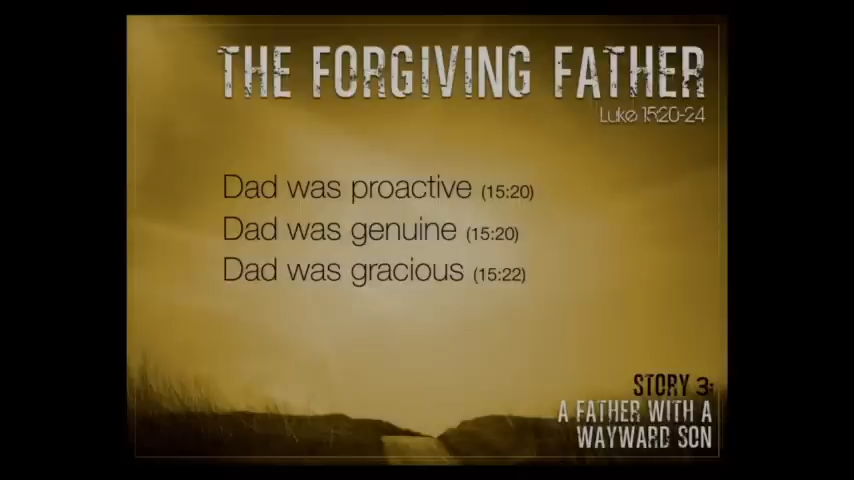 THE FORGIVING FATHER
Luke 15:20-24
Dad was proactive (15:20)
Dad was genuine (15:20)
Dad was gracious (15:22)
STORY 3:
A FATHER WITH A
WAYWARD SON